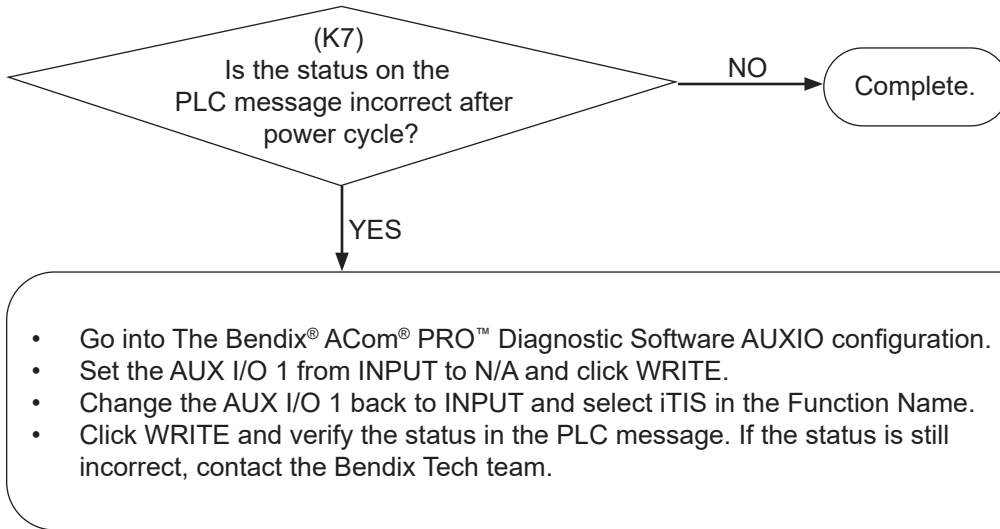 (K7)
Is the status on the
PLC message incorrect after
power cycle?
NO
Complete.
YES
• Go into The Bendix® ACom® PRO™ Diagnostic Software AUXIO configuration.
• Set the AUX I/O 1 from INPUT to N/A and click WRITE.
• Change the AUX I/O 1 back to INPUT and select iTIS in the Function Name.
• Click WRITE and verify the status in the PLC message. If the status is still
incorrect, contact the Bendix Tech team.